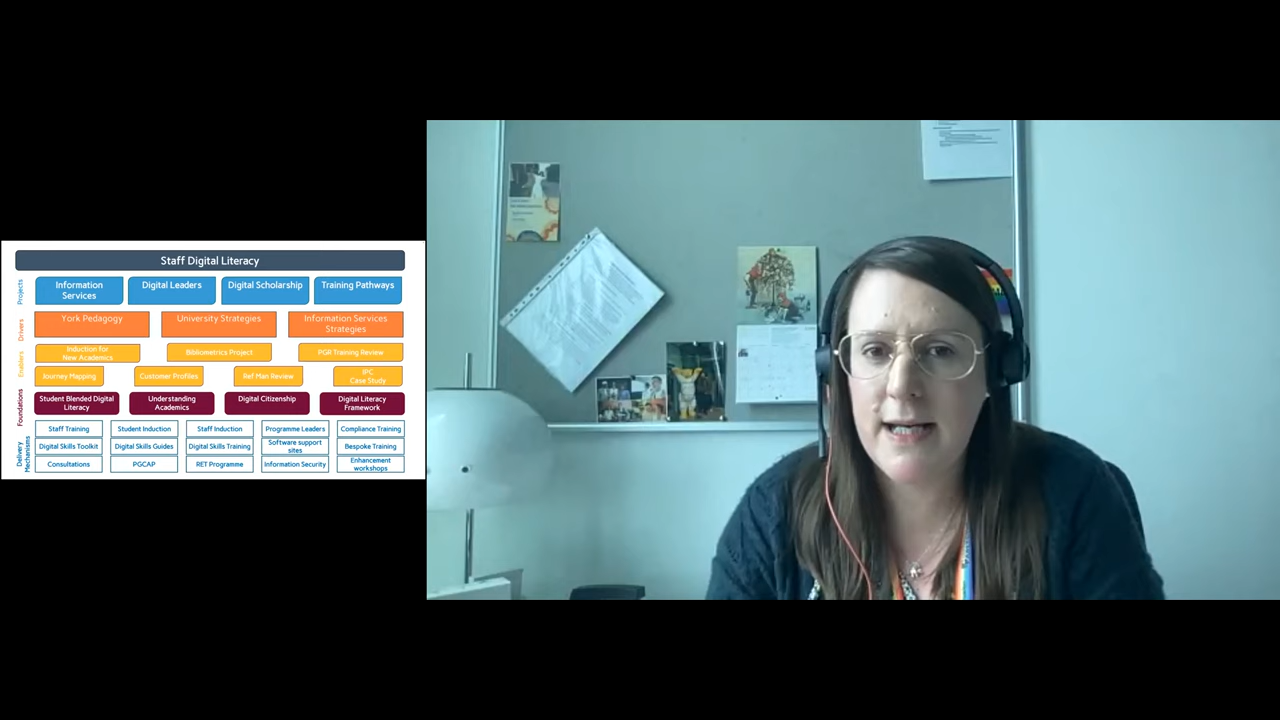 Staff Digital Literacy
Projects
Information
Services
Digital Leaders
Digital Scholarship
Training Pathways
Drivers
York Pedagogy
University Strategies
Information Services
Strategies
Enablers
Induction for
New Academics
Bibliometrics Project
PGR Training Review
Journey Mapping
Customer Profiles
Ref Man Review
IPC
Case Study
Foundations
Student Blended Digital
Literacy
Understanding
Academics
Digital Citizenship
Digital Literacy
Framework
Delivery
Mechanisms
Staff Training
Student Induction
Staff Induction
Programme Leaders
Compliance Training
Digital Skills Toolkit
Digital Skills Guides
Digital Skills Training
Software support
sites
Bespoke Training
Consultations
PGCAP
RET Programme
Information Security
Enhancement
workshops